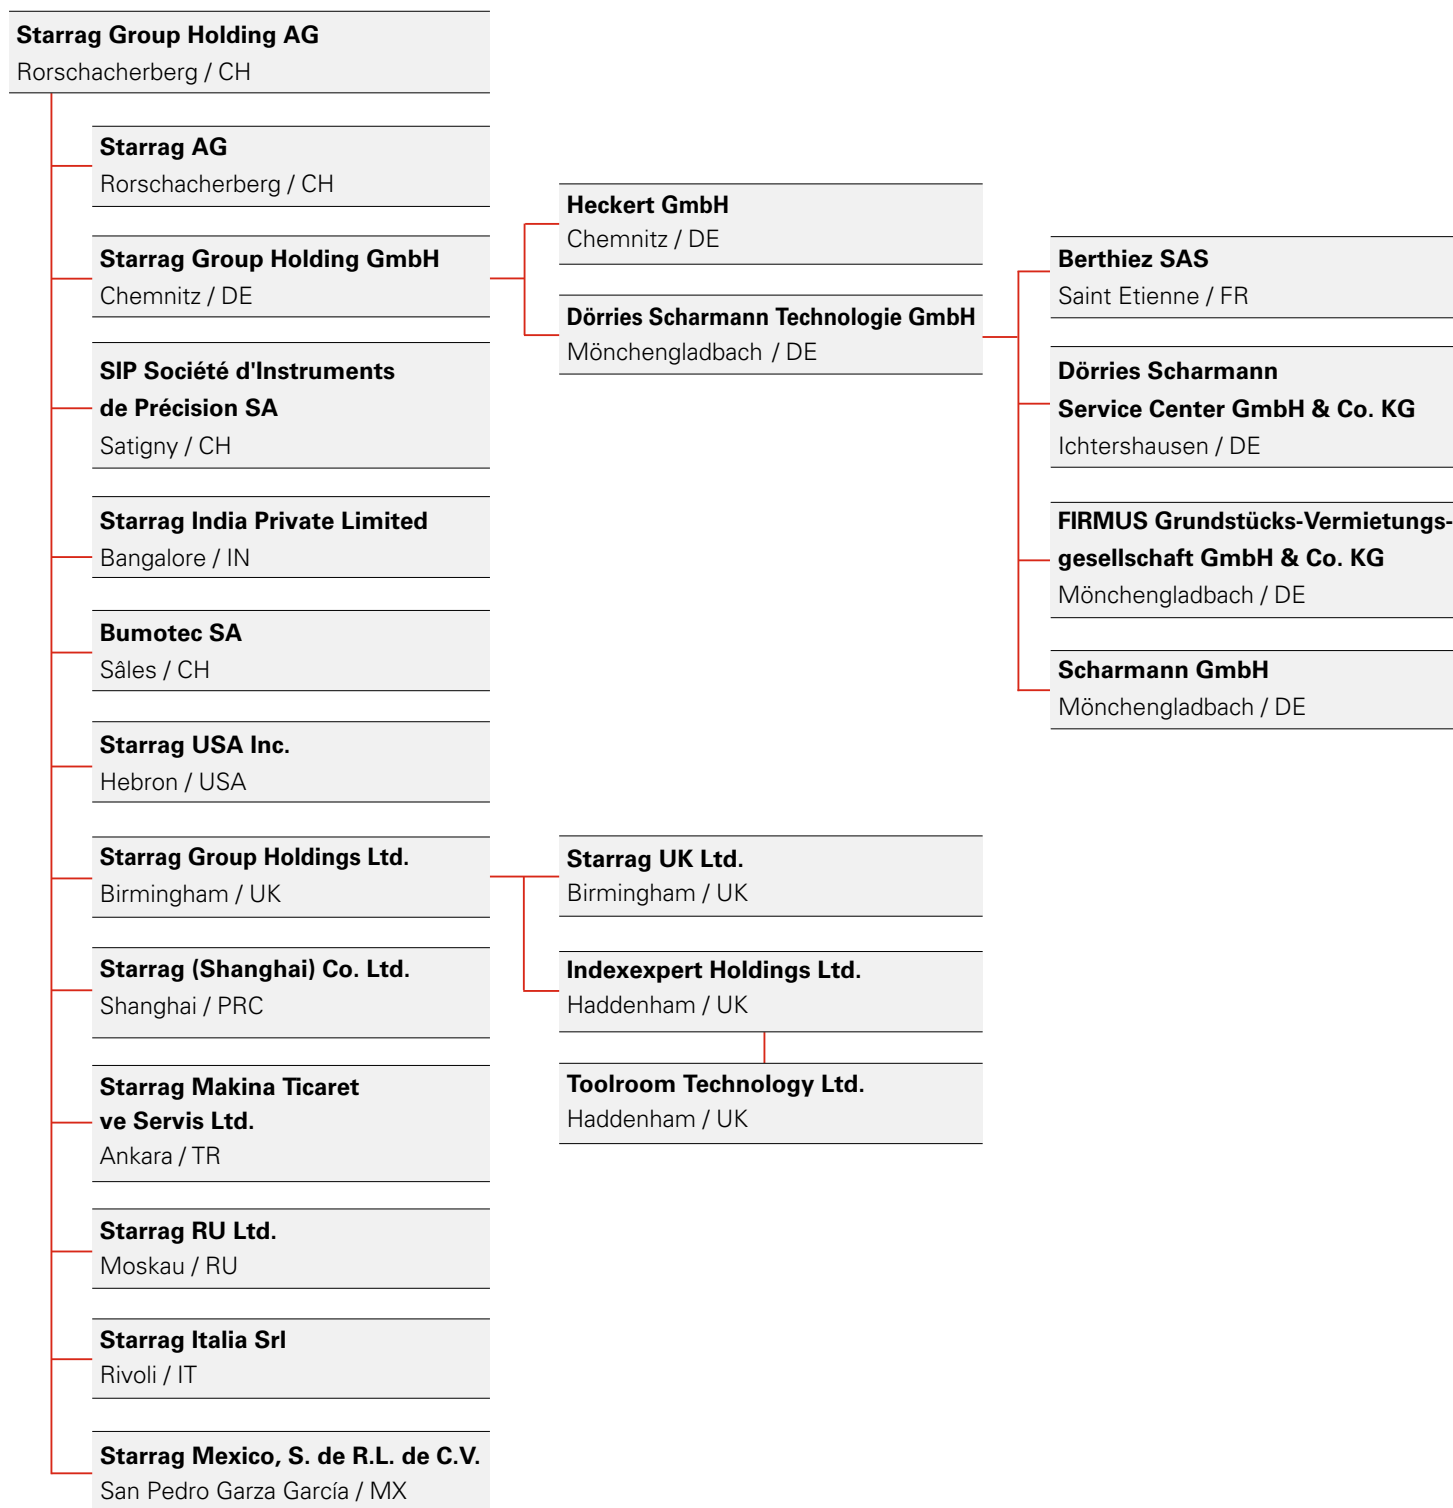 Starrag Group Holding AG
Rorschacherberg / CH
Starrag AG
Rorschacherberg / CH
Starrag Group Holding GmbH
Chemnitz / DE
SIP Société d'Instruments
de Précision SA
Satigny / CH
Starrag India Private Limited
Bangalore / IN
Bumotec SA
Sâles / CH
Starrag USA Inc.
Hebron / USA
Starrag Group Holdings Ltd.
Birmingham / UK
Starrag (Shanghai) Co. Ltd.
Shanghai / PRC
Starrag Makina Ticaret
ve Servis Ltd.
Ankara / TR
Starrag RU Ltd.
Moskau / RU
Starrag Italia Srl
Rivoli / IT
Starrag Mexico, S. de R.L. de C.V.
San Pedro Garza García / MX
Heckert GmbH
Chemnitz / DE
Dörries Scharmann Technologie GmbH
Mönchengladbach / DE
Starrag UK Ltd.
Birmingham / UK
Indexexpert Holdings Ltd.
Haddenham / UK
Toolroom Technology Ltd.
Haddenham / UK
Berthiez SAS
Saint Etienne / FR
Dörries Scharmann
Service Center GmbH & Co. KG
Ichtershausen / DE
FIRMUS Grundstücks-Vermietungs-
gesellschaft GmbH & Co. KG
Mönchengladbach / DE
Scharmann GmbH
Mönchengladbach / DE